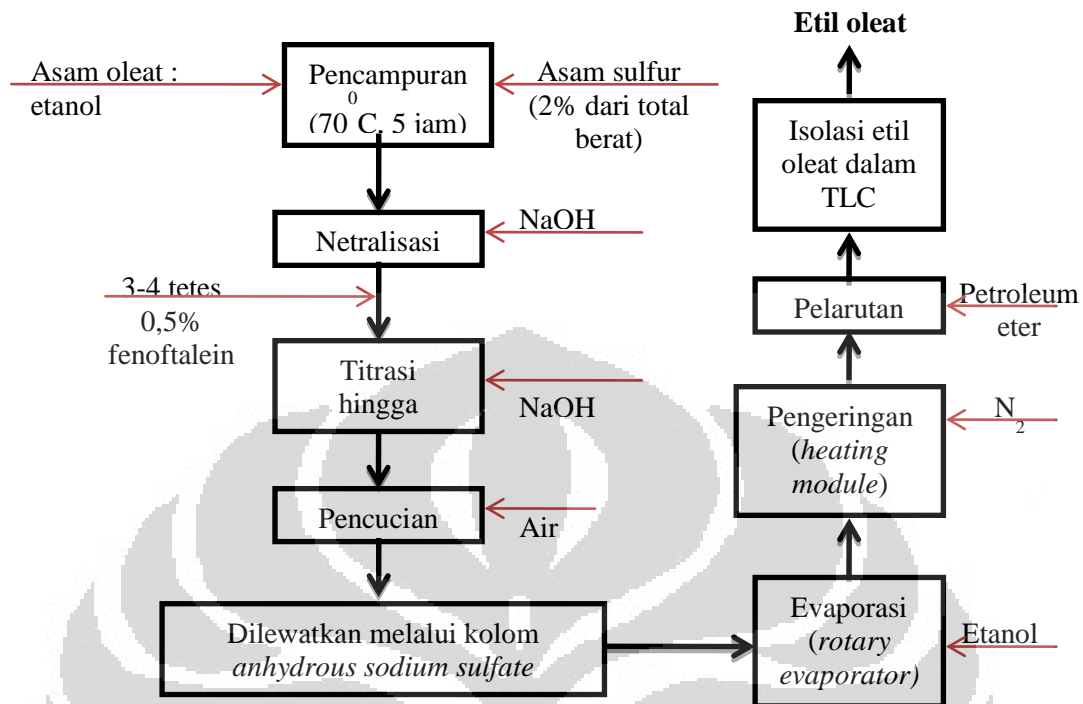 Etil oleat
Asam oleat :
etanol
Pencampuran
0
(70 C, 5 jam)
Asam sulfur
(2% dari total
berat)
Netralisasi
NaOH
3-4 tetes
0,5%
fenoftalein
Titrasi
hingga
NaOH
Pencucian
Air
Dilewatkan melalui kolom
anhydrous sodium sulfate
Evaporasi
(rotary
evaporator)
Etanol
Pengeringan
(heating
module)
N
2
Pelarutan
Petroleum
eter
Isolasi etil
oleat dalam
TLC